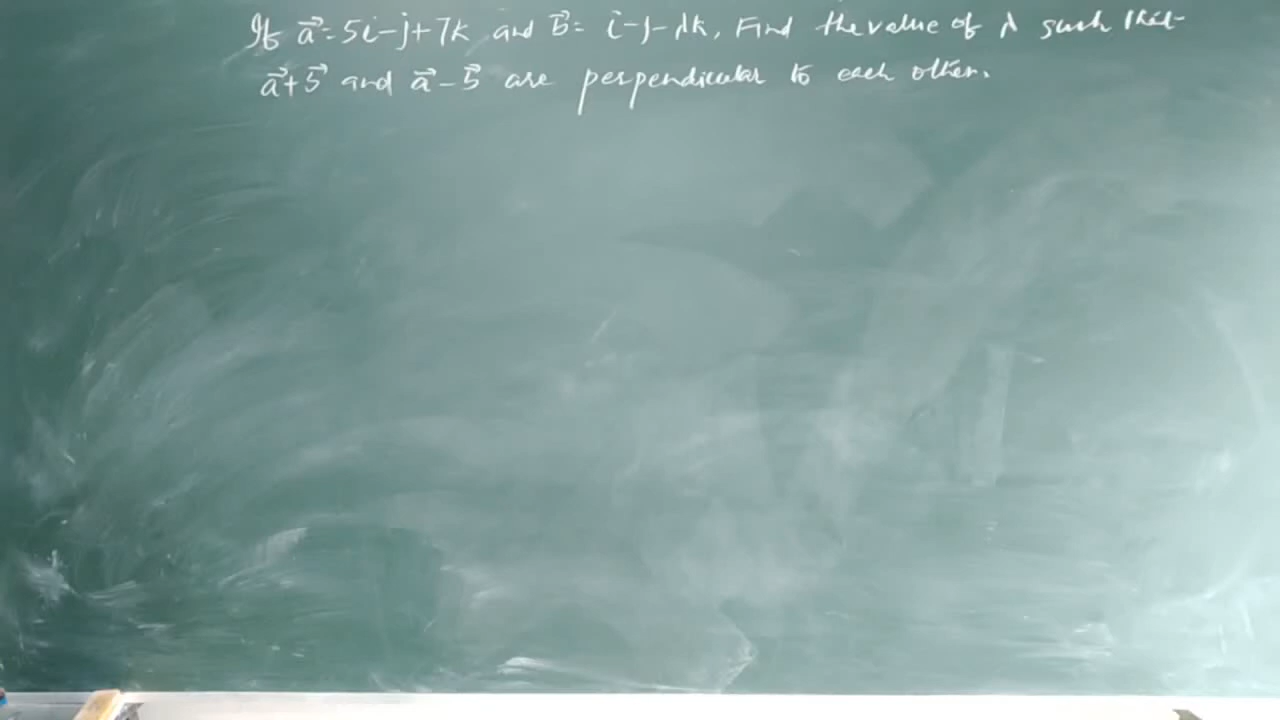 If a⃗ = 5i-j+7k and b⃗ = i-j-λk, Find the value of λ such that
a⃗+b⃗ and a⃗-b⃗ are perpendicular to each other.